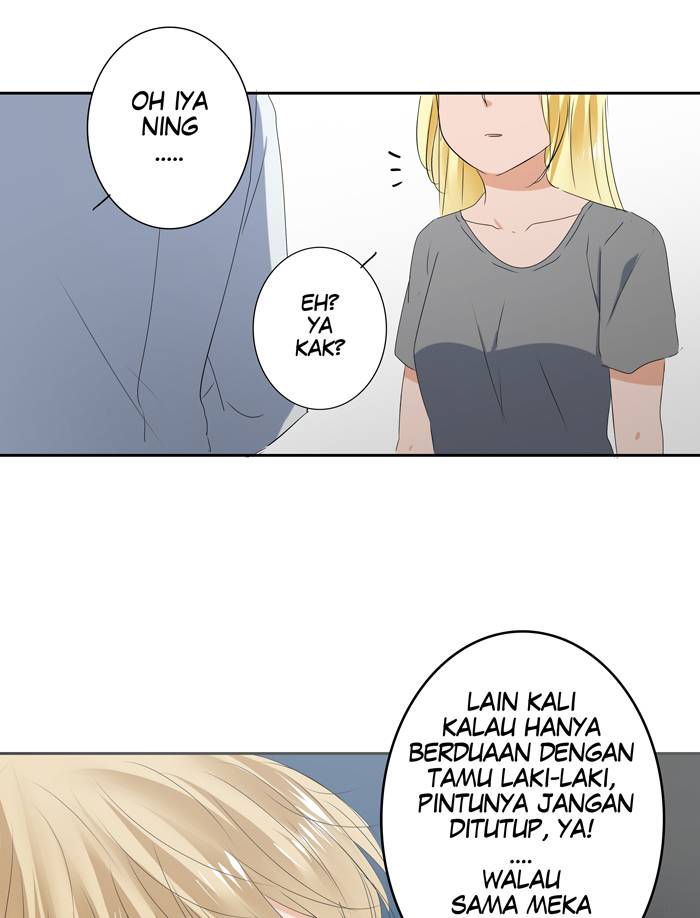 OH IYA
NING
.....
EH?
YA
KAK?
LAIN KALI
KALAU HANYA
BERDUAAN DENGAN
TAMU LAKI-LAKI,
PINTUNYA JANGAN
DITUTUP, YA!
....
WALAU
SAMA MEKA